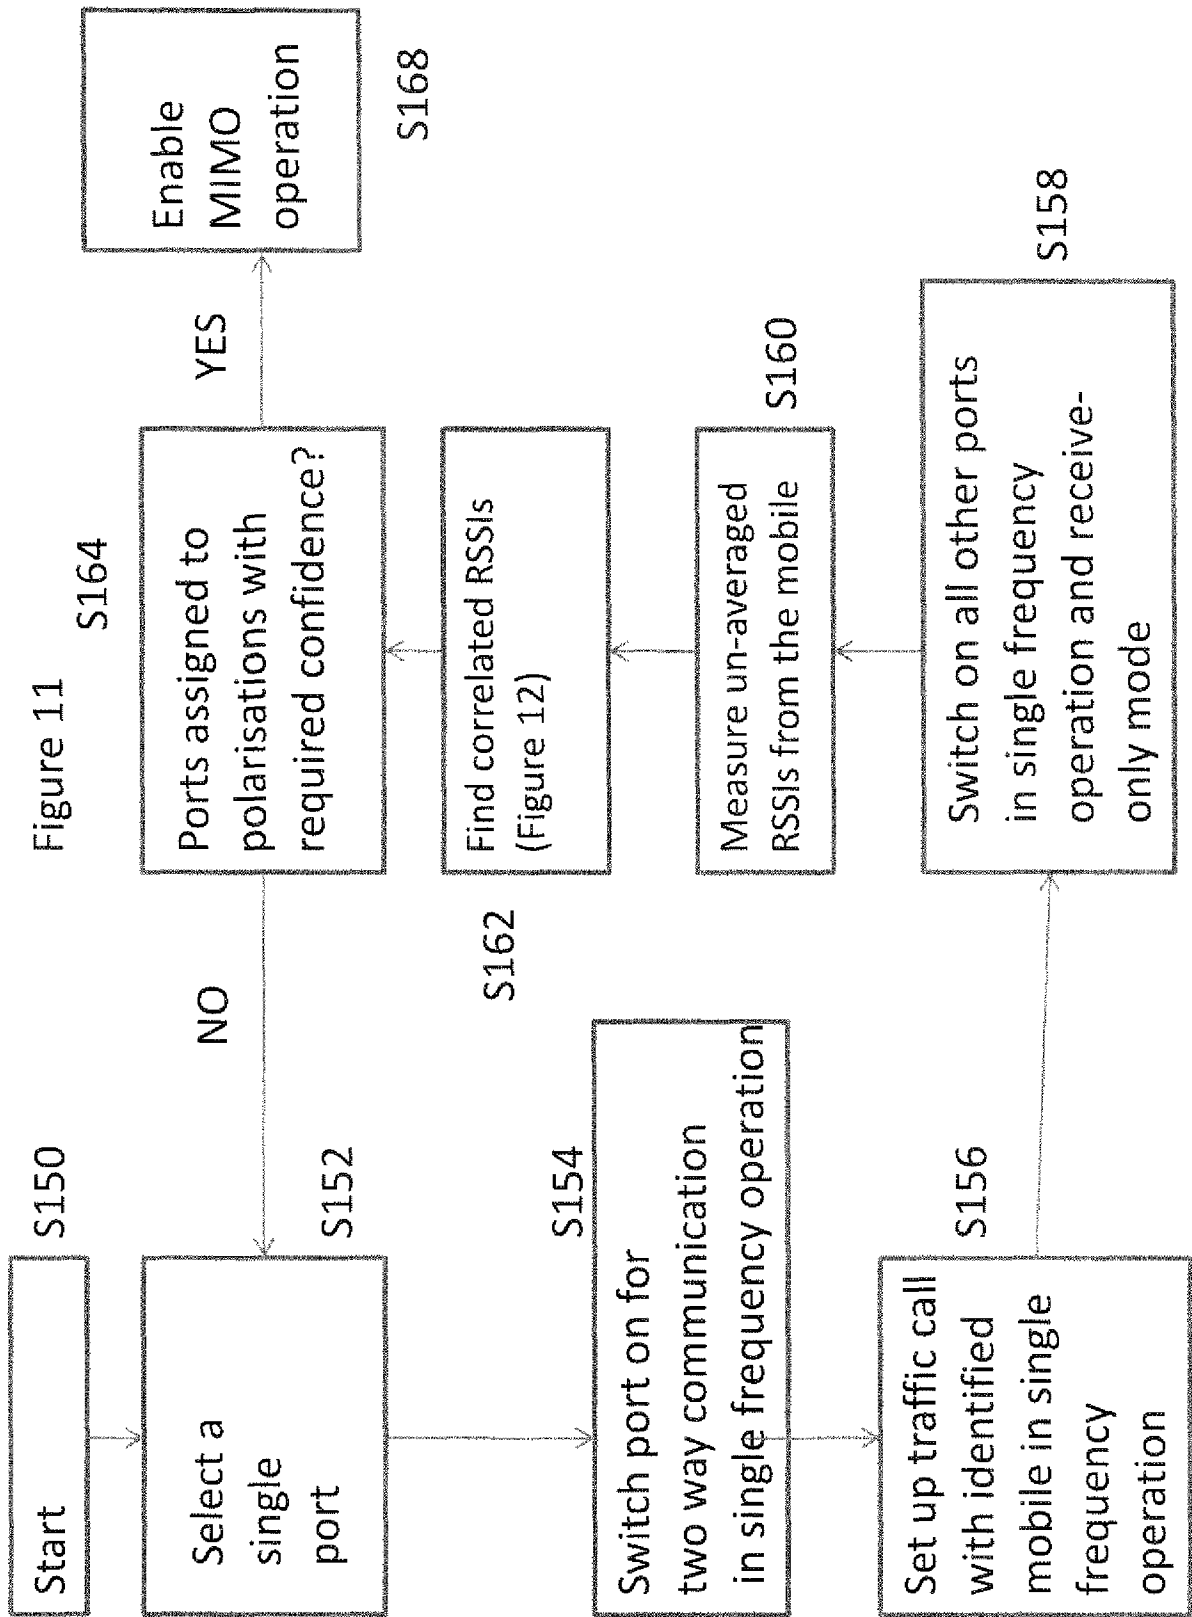 Figure 11
Start
S150
Select a
single
port
S152
Switch port on for
two way communication
in single frequency operation
S154
Set up traffic call
with identified
mobile in single
frequency
operation
S156
Switch on all other ports
in single frequency
operation and receive-
only mode
S158
Measure un-averaged
RSSIs from the mobile
S160
Find correlated RSSIs
(Figure 12)
S162
Ports assigned to
polarisations with
required confidence?
S164
NO
YES
Enable
MIMO
operation
S168